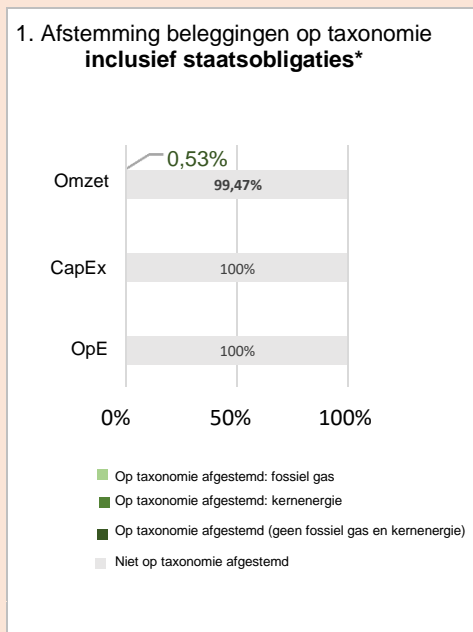 1. Afstemming beleggingen op taxonomie
inclusief staatsobligaties*
0,53%
Omzet
99,47%
CapEx
100%
OpE
100%
0% 50% 100%
Op taxonomie afgestemd: fossiel gas
Op taxonomie afgestemd: kernenergie
Op taxonomie afgestemd (geen fossiel gas en kernenergie)
Niet op taxonomie afgestemd